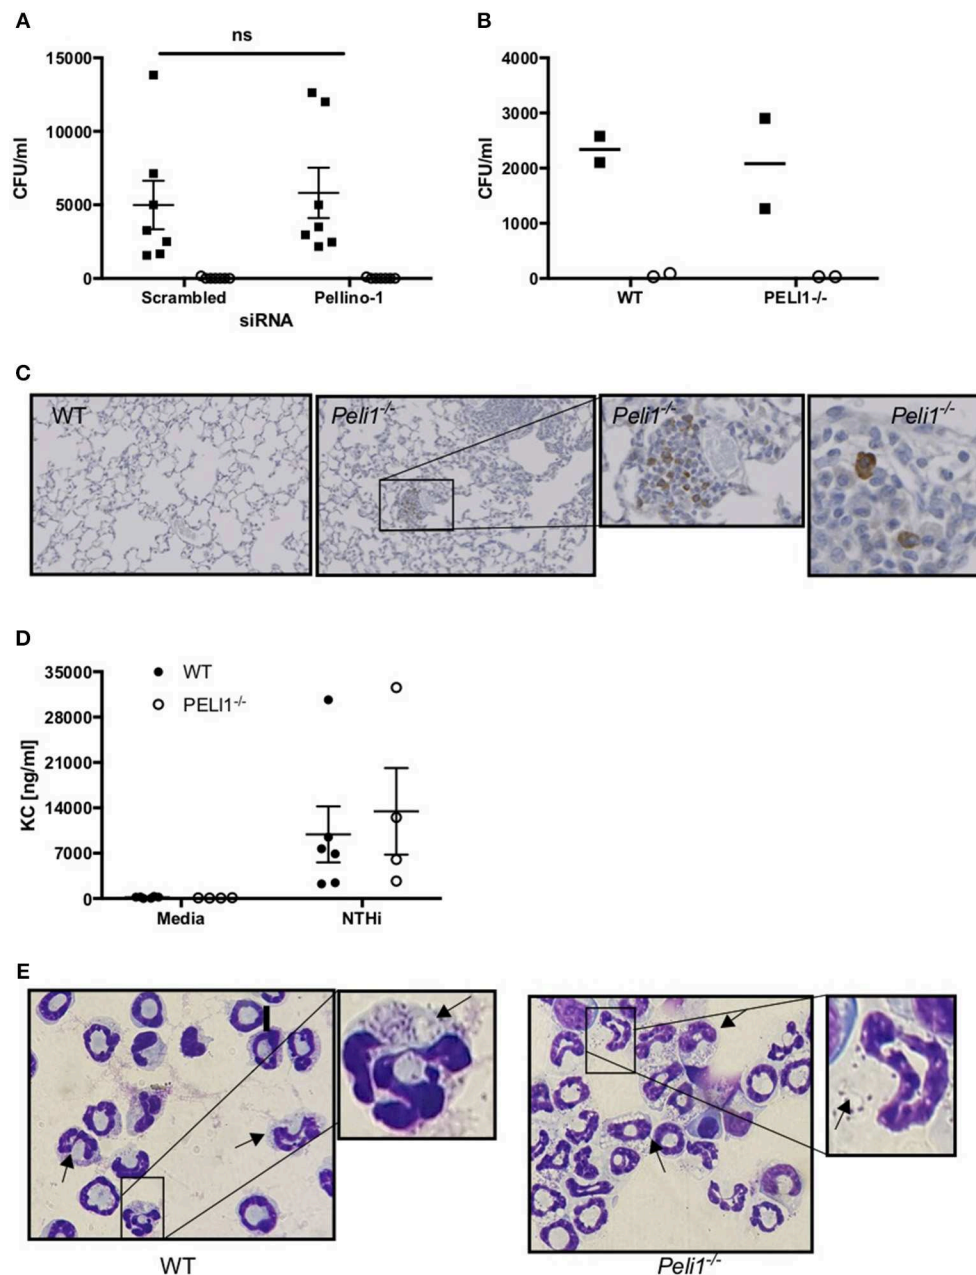 A
ns
15000
10000
5000
0
CFU/ml
Scrambled
Pellino-1
siRNA
B
4000
3000
2000
1000
0
CFU/ml
WT
PELI1-/-
C
WT
Peli1-/-
Peli1-/-
Peli1-/-
D
35000
28000
21000
14000
7000
0
KC [ng/ml]
WT
PELI1-/-
Media
NTHi
E
WT
Peli1-/-